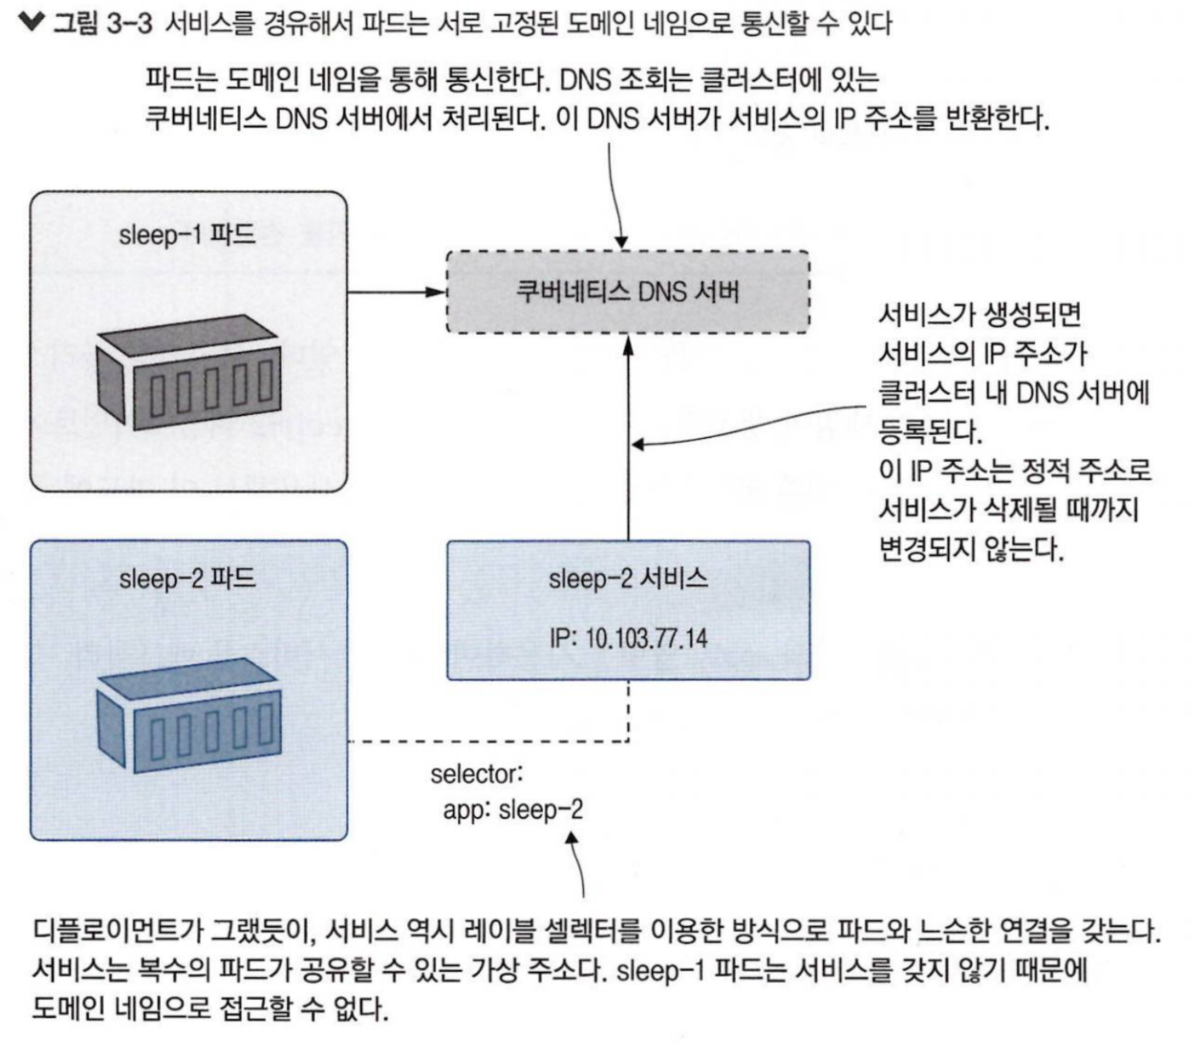 그림 3-3 서비스를 경유해서 파드는 서로 고정된 도메인 네임으로 통신할 수 있다
파드는 도메인 네임을 통해 통신한다. DNS 조회는 클러스터에 있는
쿠버네티스 DNS 서버에서 처리된다. 이 DNS 서버가 서비스의 IP 주소를 반환한다.
sleep-1 파드
쿠버네티스 DNS 서버
서비스가 생성되면
서비스의 IP 주소가
클러스터 내 DNS 서버에
등록된다.
이 IP 주소는 정적 주소로
서비스가 삭제될 때까지
변경되지 않는다.
sleep-2 파드
sleep-2 서비스
IP: 10.103.77.14
selector:
app: sleep-2
디플로이먼트가 그랬듯이, 서비스 역시 레이블 셀렉터를 이용한 방식으로 파드와 느슨한 연결을 갖는다.
서비스는 복수의 파드가 공유할 수 있는 가상 주소다. sleep-1 파드는 서비스를 갖지 않기 때문에
도메인 네임으로 접근할 수 없다.